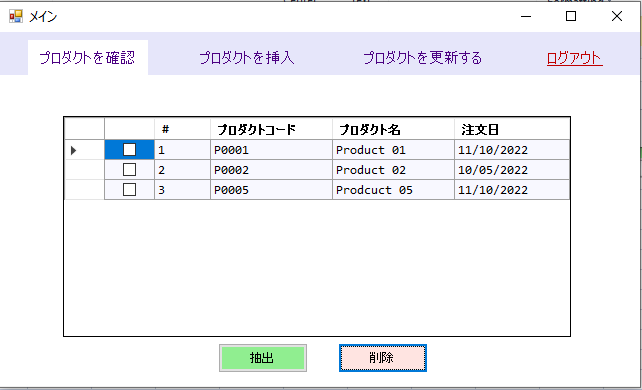 メイン
プロダクトを確認 プロダクトを挿入 プロダクトを更新する ログアウト
# プロダクトコード プロダクト名 注文日
1 P0001 Product 01 11/10/2022
2 P0002 Product 02 10/05/2022
3 P0005 Prodcuct 05 11/10/2022
抽出 削除